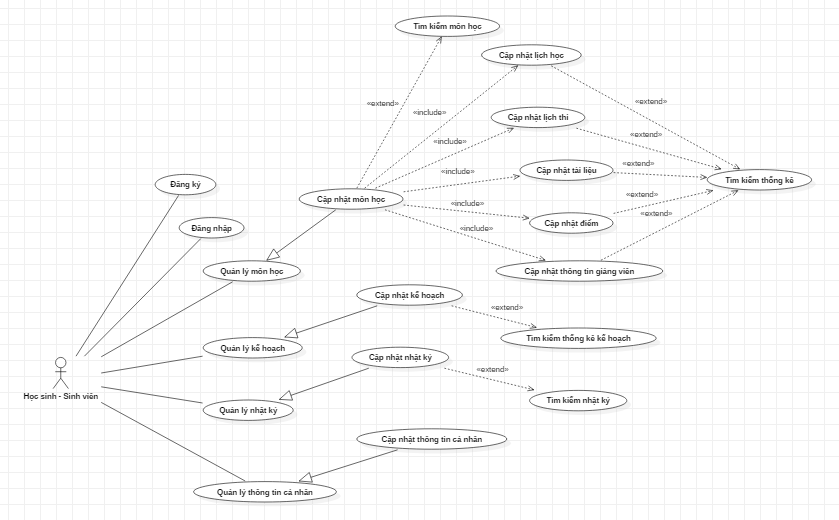 Tìm kiếm môn học
Cập nhật lịch học
«extend»
«extend»
«include»
Cập nhật lịch thi
«extend»
«include»
«extend»
Cập nhật tài liệu
«include»
Tìm kiếm thống kê
Đăng ký
«extend»
Cập nhật môn học
«include»
«extend»
Cập nhật điểm
Đăng nhập
«include»
Quản lý môn học
Cập nhật thông tin giảng viên
Cập nhật kế hoạch
«extend»
Tìm kiếm thống kê kế hoạch
Quản lý kế hoạch
Cập nhật nhật ký
«extend»
Học sinh - Sinh viên
Tìm kiếm nhật ký
Quản lý nhật ký
Cập nhật thông tin cá nhân
Quản lý thông tin cá nhân